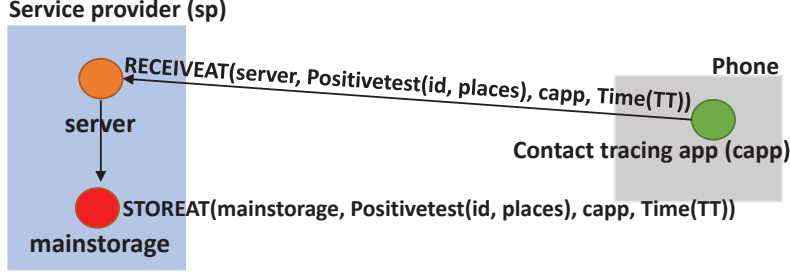 Service provider (sp)
RECEIVEAT(server, Positivetest(id, places), capp, Time(TT))
Phone
server
Contact tracing app (capp)
STOREAT(mainstorage, Positivetest(id, places), capp, Time(TT))
mainstorage